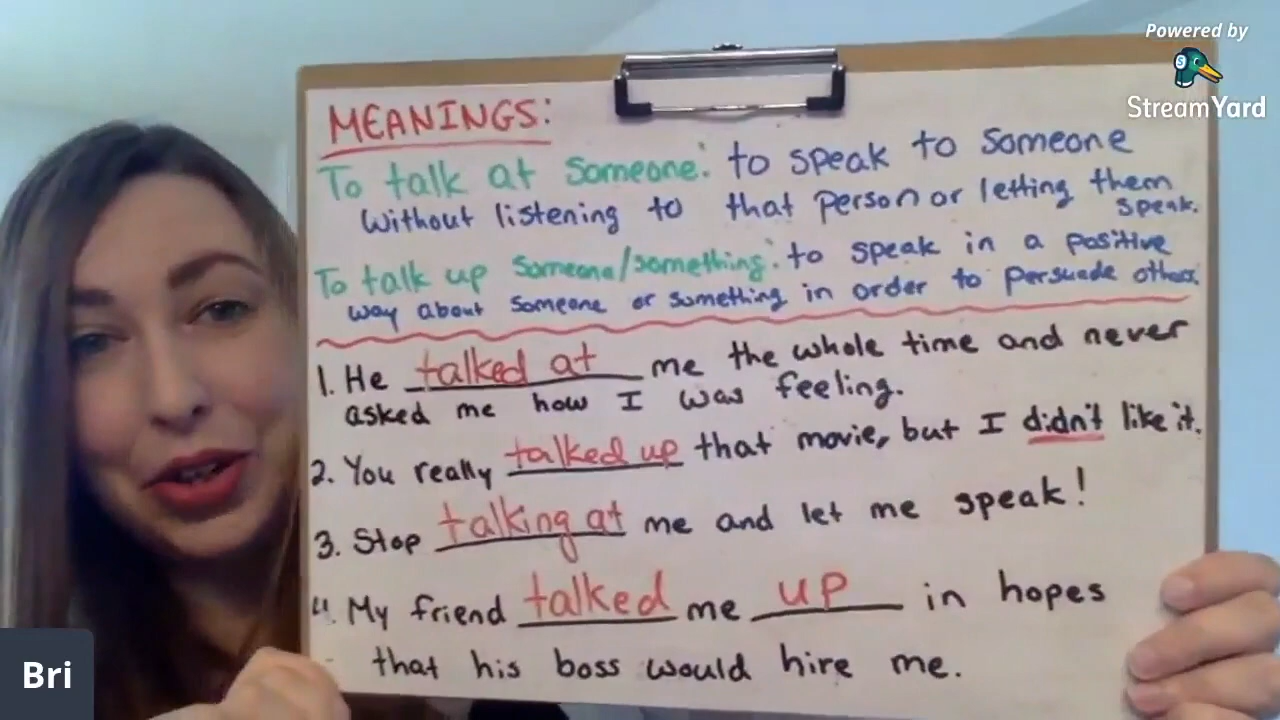 Powered by
StreamYard
MEANINGS:
To talk at someone: to speak to someone
without listening to that person or letting them
speak.
To talk up someone/something: to speak in a positive
way about someone or something in order to persuade others.
1. He talked at me the whole time and never
asked me how I was feeling.
2. You really talked up that movie, but I didn't like it.
3. Stop talking at me and let me speak!
4. My friend talked me up in hopes
that his boss would hire me.
Bri